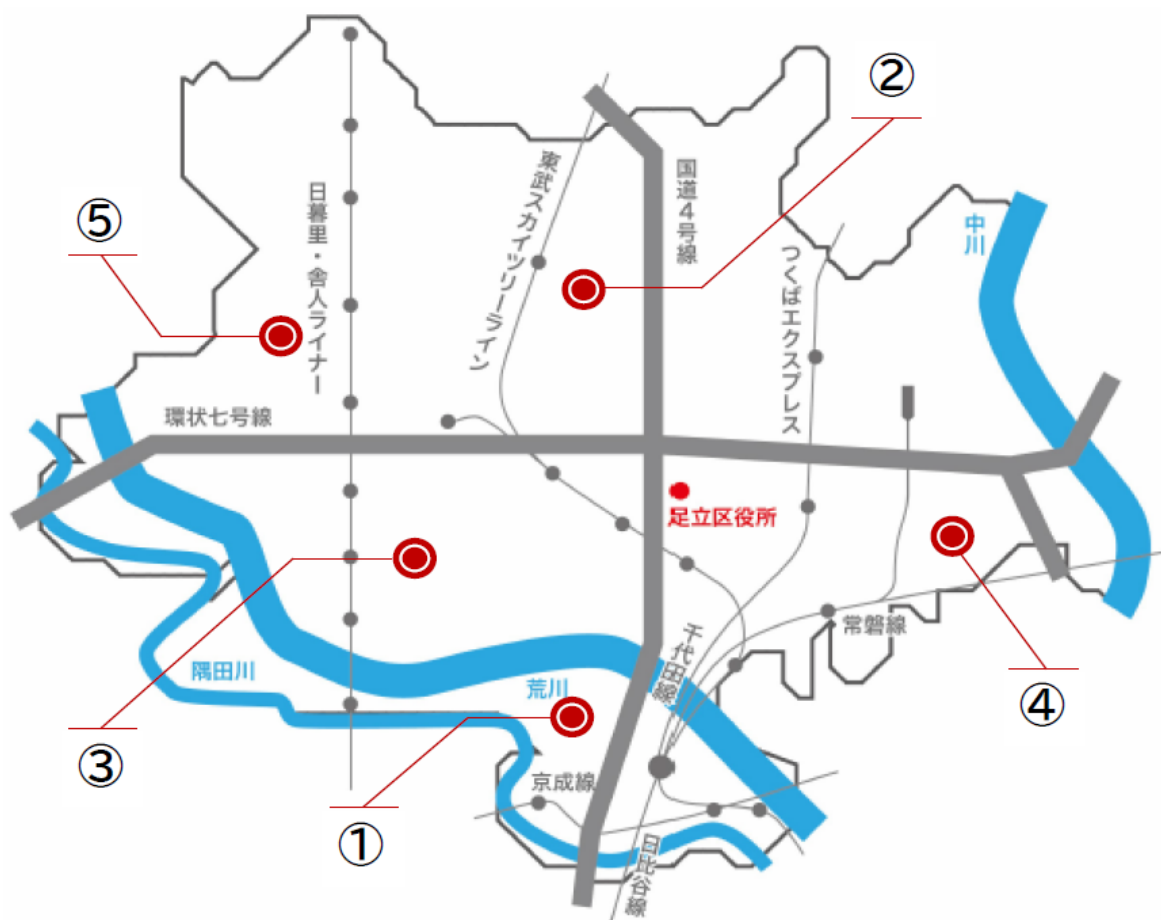 ②
⑤
東武スカイツリーライン
国道4号線
日暮里・舎人ライナー
中川
つくばエクスプレス
環状七号線
足立区役所
常磐線
千代田線
隅田川
荒川
④
③
京成線
①
日比谷線